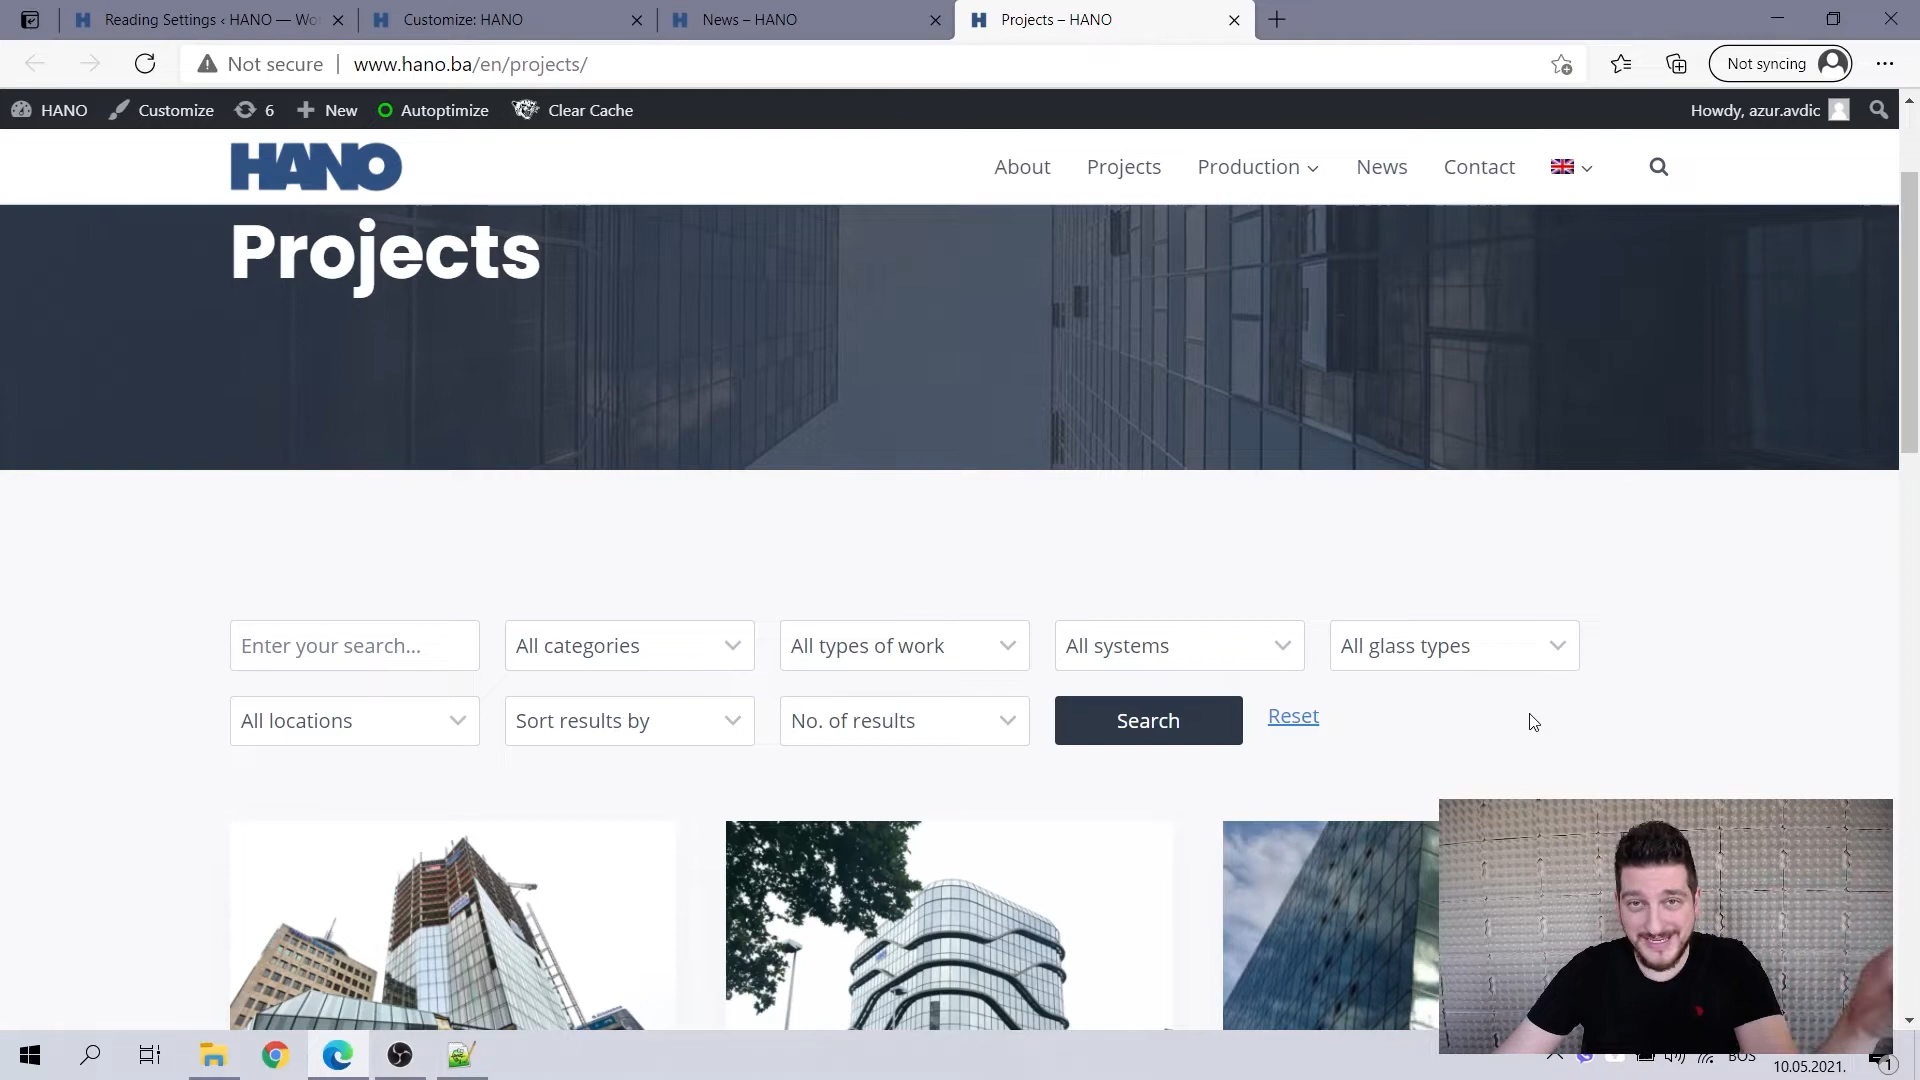 Reading Settings ‹ HANO — Wo
Customize: HANO
News – HANO
Projects – HANO
Not secure
www.hano.ba/en/projects/
Not syncing
HANO
Customize
6
New
Autoptimize
Clear Cache
Howdy, azur.avdic
HANO
About
Projects
Production
News
Contact
Projects
Enter your search...
All categories
All types of work
All systems
All glass types
All locations
Sort results by
No. of results
Search
Reset
BOS
10.05.2021.
1